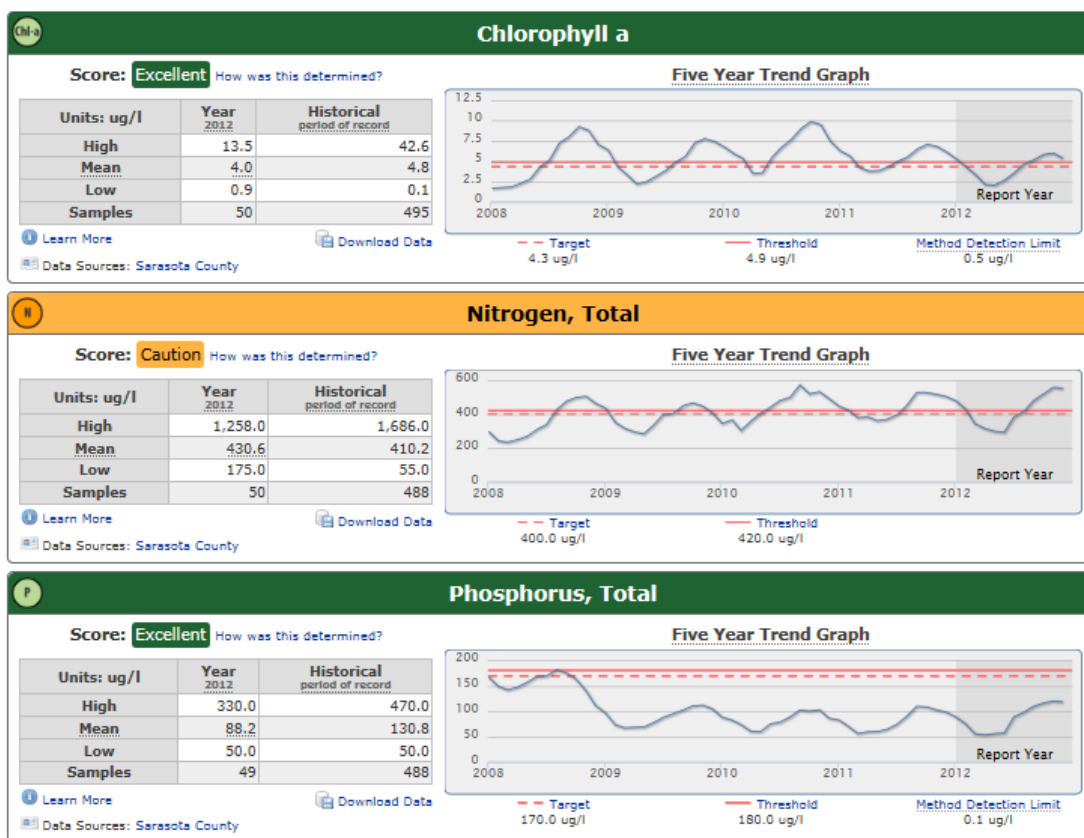 Chl-a
Chlorophyll a
Score: Excellent How was this determined?
Units: ug/l Year 2012 Historical period of record
High 13.5 42.6
Mean 4.0 4.8
Low 0.9 0.1
Samples 50 495
Learn More Download Data
Data Sources: Sarasota County
Five Year Trend Graph
12.5
10
7.5
5
2.5
0
Report Year
2008 2009 2010 2011 2012
Target Threshold Method Detection Limit
4.3 ug/l 4.9 ug/l 0.5 ug/l
N
Nitrogen, Total
Score: Caution How was this determined?
Units: ug/l Year 2012 Historical period of record
High 1,258.0 1,686.0
Mean 430.6 410.2
Low 175.0 55.0
Samples 50 488
Learn More Download Data
Data Sources: Sarasota County
Five Year Trend Graph
600
400
200
0
Report Year
2008 2009 2010 2011 2012
Target Threshold
400.0 ug/l 420.0 ug/l
P
Phosphorus, Total
Score: Excellent How was this determined?
Units: ug/l Year 2012 Historical period of record
High 330.0 470.0
Mean 88.2 130.8
Low 50.0 50.0
Samples 49 488
Learn More Download Data
Data Sources: Sarasota County
Five Year Trend Graph
200
150
100
50
0
Report Year
2008 2009 2010 2011 2012
Target Threshold Method Detection Limit
170.0 ug/l 180.0 ug/l 0.1 ug/l